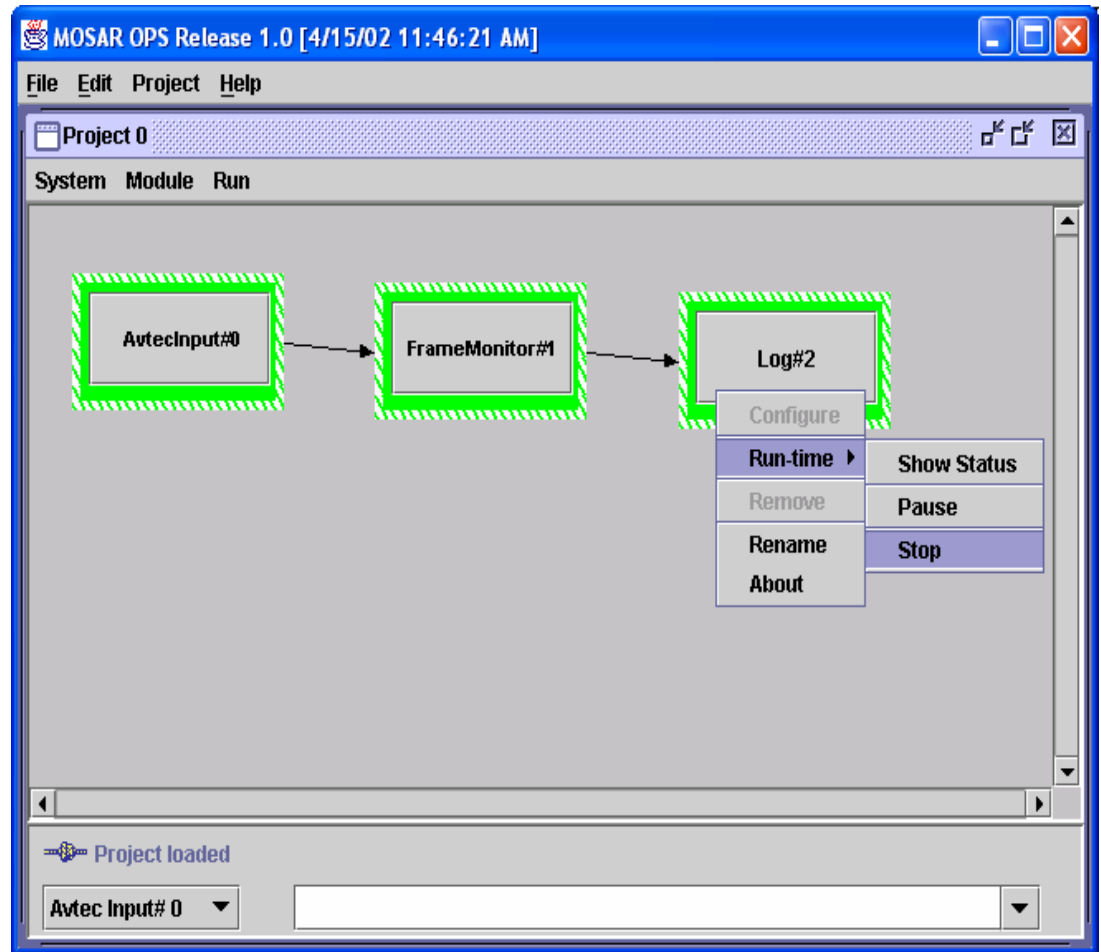 MOSAR OPS Release 1.0 [4/15/02 11:46:21 AM]
File Edit Project Help
Project 0
System Module Run
AvtecInput#0
FrameMonitor#1
Log#2
Configure
Run-time
Show Status
Remove
Pause
Rename
Stop
About
Project loaded
Avtec Input# 0